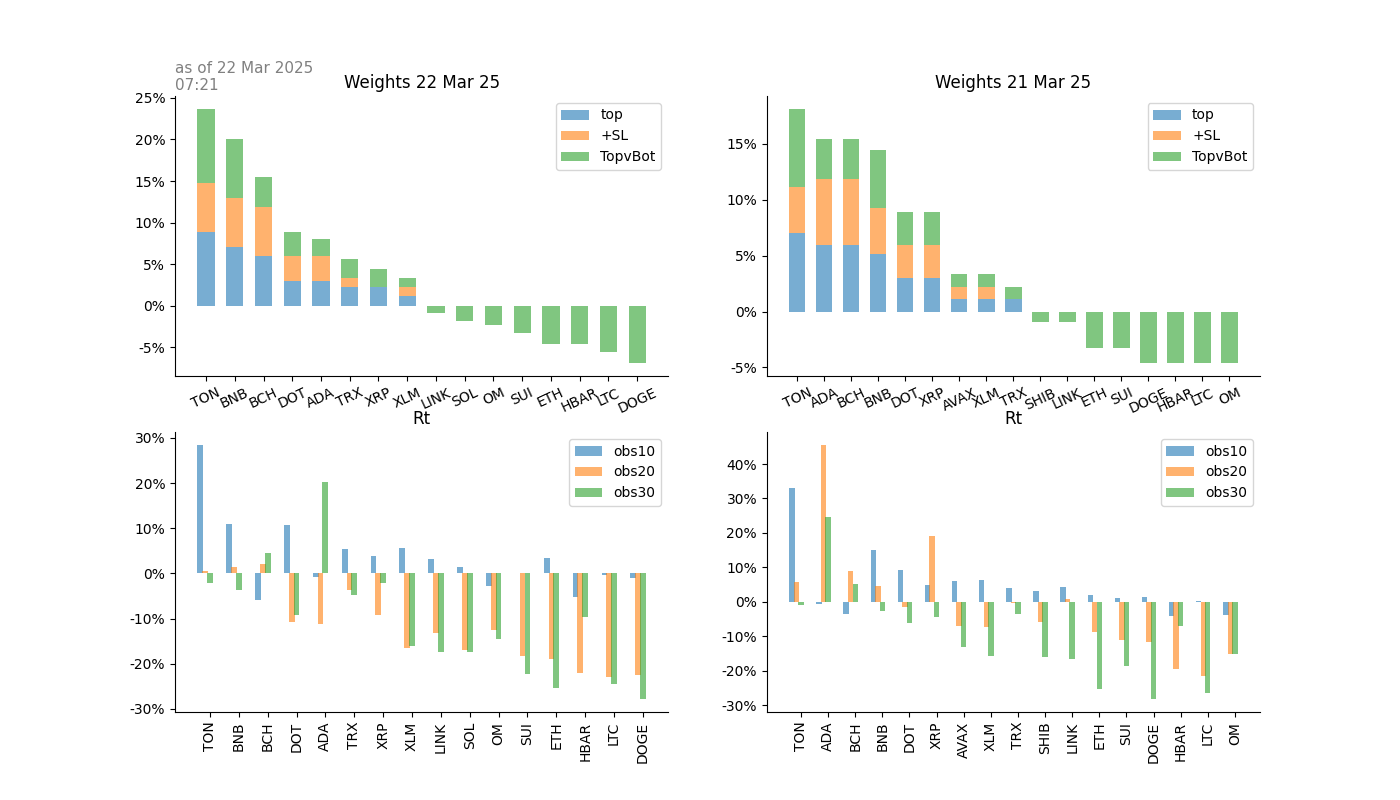 as of 22 Mar 2025
07:21
Weights 22 Mar 25
25%
20%
15%
10%
5%
0%
-5%
top
+SL
TopvBot
TON BNB BCH DOT ADA TRX XRP XLM LINK SOL OM SUI ETH HBAR LTC DOGE
Weights 21 Mar 25
15%
10%
5%
0%
-5%
top
+SL
TopvBot
TON ADA BCH BNB DOT XRP AVAX XLM TRX SHIB LINK ETH SUI DOGE HBAR LTC OM
Rt
30%
20%
10%
0%
-10%
-20%
-30%
obs10
obs20
obs30
TON BNB BCH DOT ADA TRX XRP XLM LINK SOL OM SUI ETH HBAR LTC DOGE
Rt
40%
30%
20%
10%
0%
-10%
-20%
-30%
obs10
obs20
obs30
TON ADA BCH BNB DOT XRP AVAX XLM TRX SHIB LINK ETH SUI DOGE HBAR LTC OM